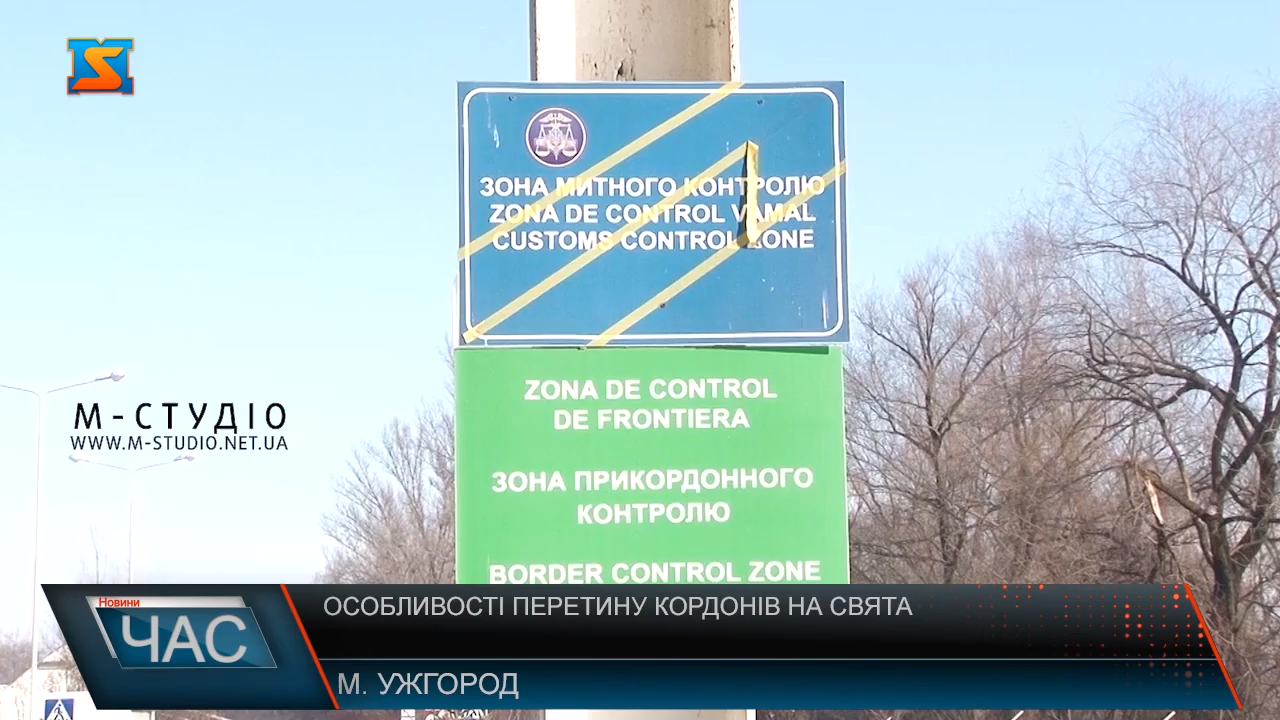 ЗОНА МИТНОГО КОНТРОЛЮ
ZONA DE CONTROL VAMAL
CUSTOMS CONTROL ZONE
ZONA DE CONTROL
DE FRONTIERA
ЗОНА ПРИКОРДОННОГО
КОНТРОЛЮ
BORDER CONTROL ZONE
М-СТУДІО
WWW.M-STUDIO.NET.UA
Новини
ЧАС
ОСОБЛИВОСТІ ПЕРЕТИНУ КОРДОНІВ НА СВЯТА
М. УЖГОРОД